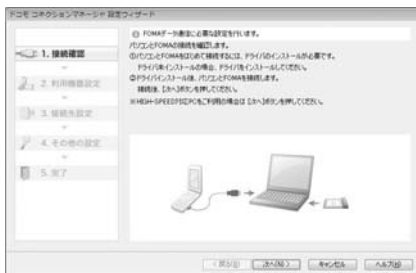 ドコモ コネクションマネージャ 設定ウィザード
1. 接続確認
2. 利用機器設定
3. 接続先設定
4. その他の設定
5. 完了
FOMAデータ通信に必要な設定を行います。
パソコンとFOMAの接続を確認します。
①パソコンとFOMAをはじめて接続するには、ドライバのインストールが必要です。
ドライバ未インストールの場合、ドライバをインストールしてください。
②ドライバインストール後、パソコンとFOMAを接続します。
接続後、[次へ]ボタンを押してください。
※HIGH-SPEED対応PCをご利用の場合は [次へ]ボタンを押してください。
< 戻る(B)
次へ(N) >
キャンセル
ヘルプ(H)